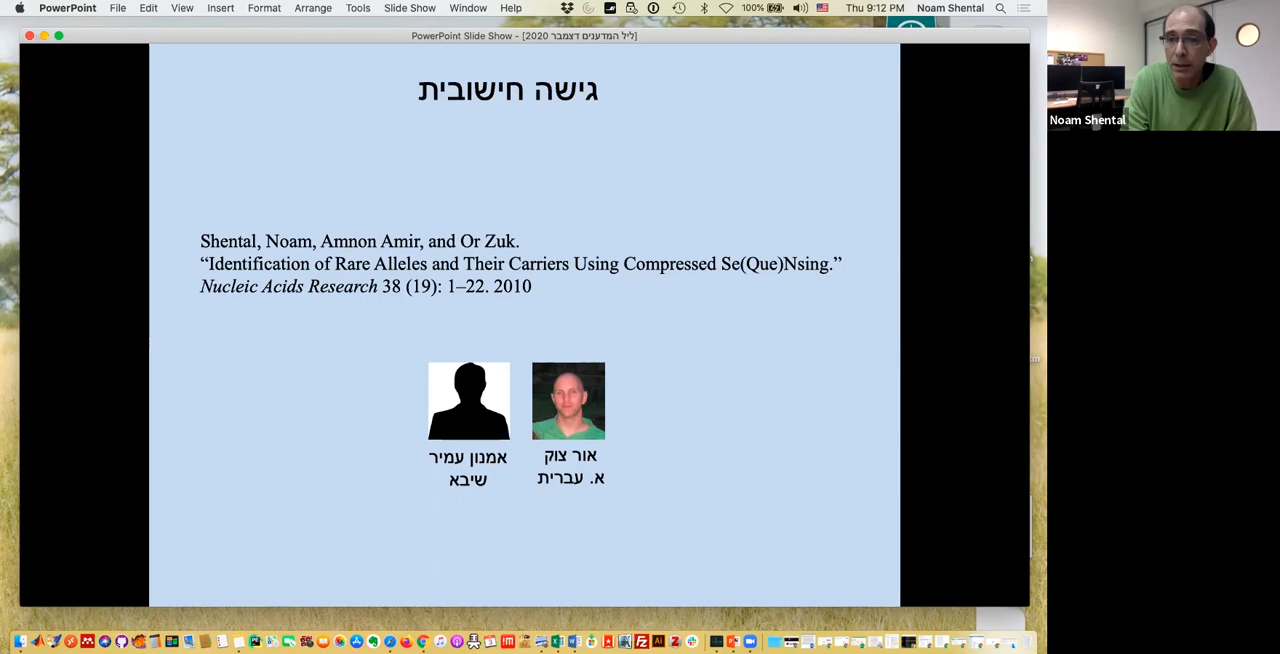 PowerPoint File Edit View Insert Format Arrange Tools Slide Show Window Help 100% Thu 9:12 PM Noam Shental
PowerPoint Slide Show - [ליל המדענים דצמבר 2020]
Noam Shental
גישה חישובית
Shental, Noam, Amnon Amir, and Or Zuk.
“Identification of Rare Alleles and Their Carriers Using Compressed Se(Que)Nsing.”
Nucleic Acids Research 38 (19): 1–22. 2010
אור צוק
א. עברית
אמנון עמיר
שיבא